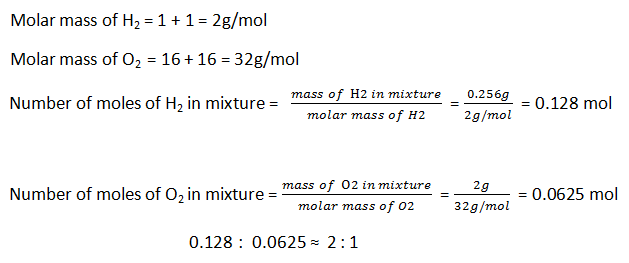 Molar mass of H₂ = 1 + 1 = 2g/mol
Molar mass of O₂ = 16 + 16 = 32g/mol
Number of moles of H₂ in mixture = mass of H2 in mixture / molar mass of H2 = 0.256g / 2g/mol = 0.128 mol
Number of moles of O₂ in mixture = mass of O2 in mixture / molar mass of O2 = 2g / 32g/mol = 0.0625 mol
0.128 : 0.0625 ≈ 2 : 1